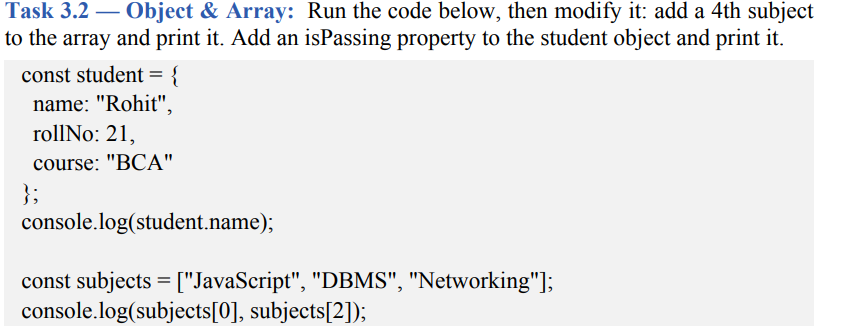 Task 3.2 — Object & Array: Run the code below, then modify it: add a 4th subject
to the array and print it. Add an isPassing property to the student object and print it.
const student = {
name: "Rohit",
rollNo: 21,
course: "BCA"
};
console.log(student.name);
const subjects = ["JavaScript", "DBMS", "Networking"];
console.log(subjects[0], subjects[2]);